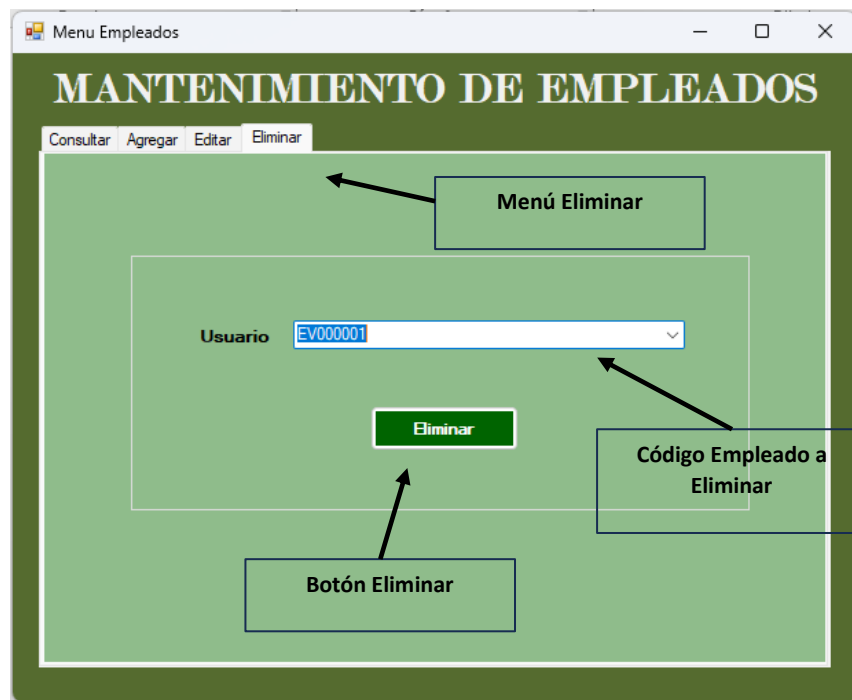 Menu Empleados
MANTENIMIENTO DE EMPLEADOS
Consultar Agregar Editar Eliminar
Menú Eliminar
Usuario EV000001
Eliminar
Código Empleado a
Eliminar
Botón Eliminar